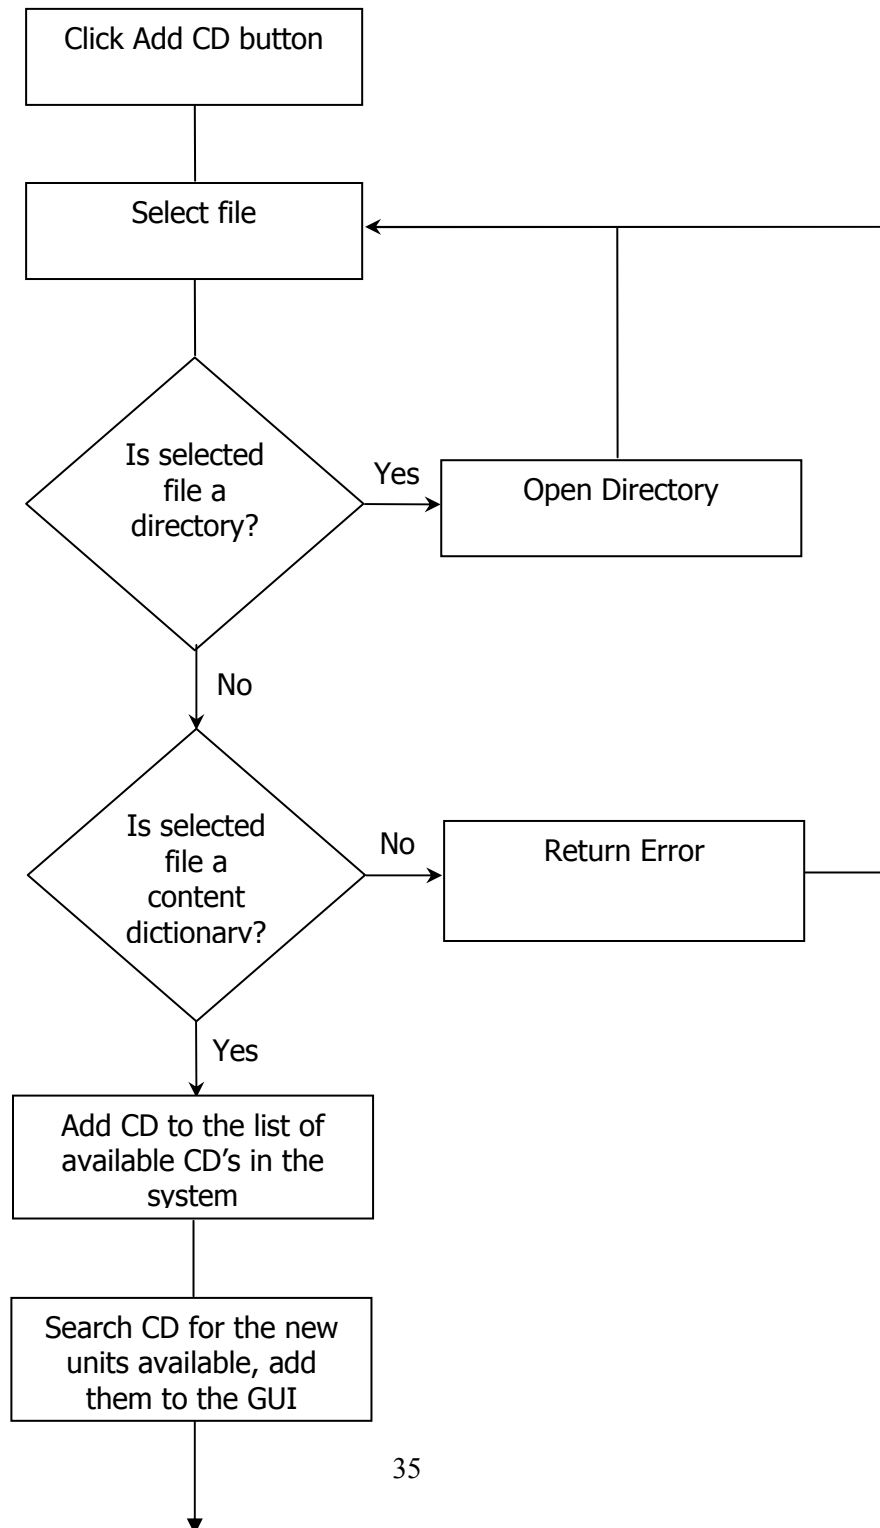 Click Add CD button
Select file
Is selected
file a
directory?
Yes
Open Directory
No
Is selected
file a
content
dictionary?
No
Return Error
Yes
Add CD to the list of
available CD’s in the
system
Search CD for the new
units available, add
them to the GUI
35